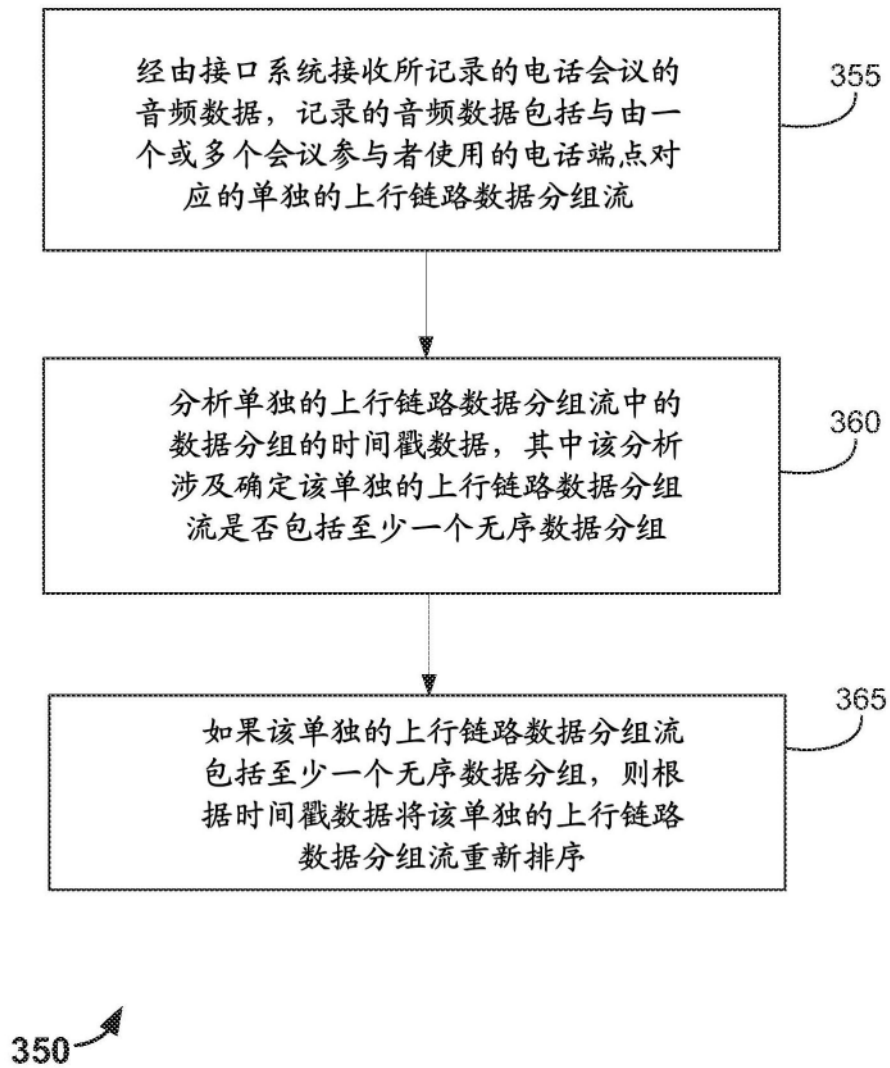 经由接口系统接收所记录的电话会议的
音频数据，记录的音频数据包括与由一
个或多个会议参与者使用的电话端点对
应的单独的上行链路数据分组流
355
分析单独的上行链路数据分组流中的
数据分组的时间戳数据，其中该分析
涉及确定该单独的上行链路数据分组
流是否包括至少一个无序数据分组
360
如果该单独的上行链路数据分组流
包括至少一个无序数据分组，则根
据时间戳数据将该单独的上行链路
数据分组流重新排序
365
350